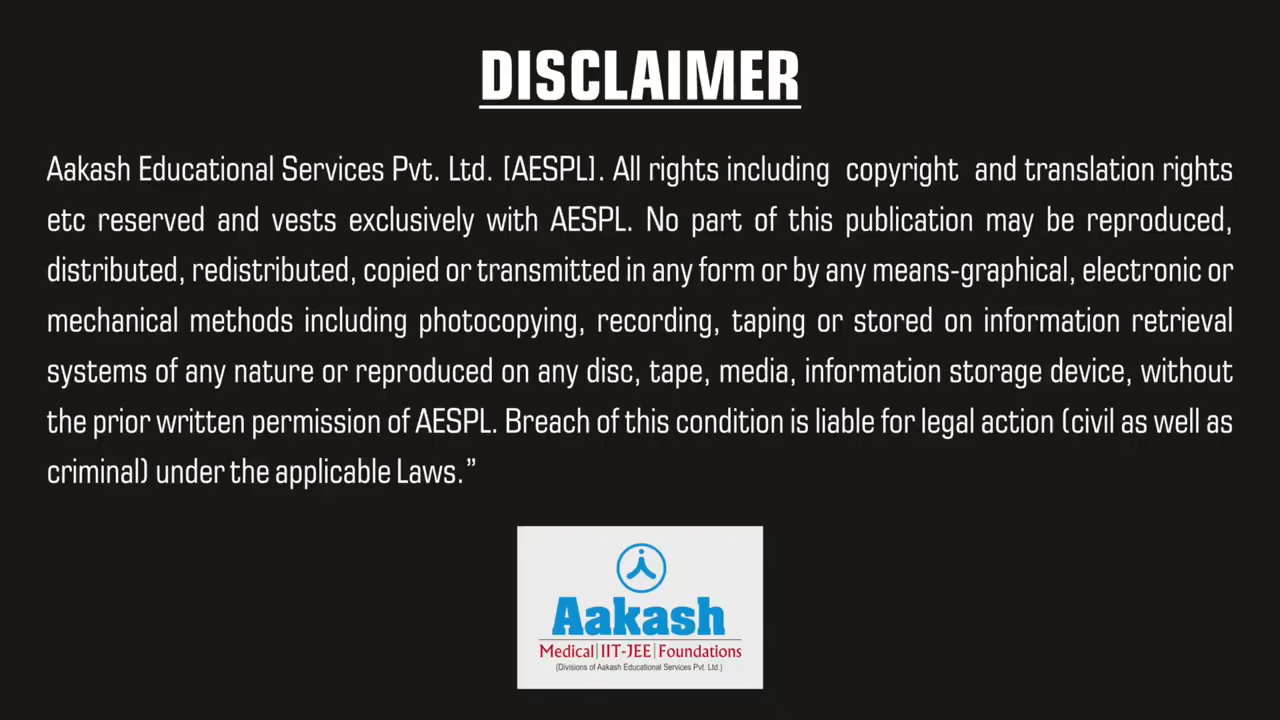 DISCLAIMER
Aakash Educational Services Pvt. Ltd. [AESPL]. All rights including copyright and translation rights
etc reserved and vests exclusively with AESPL. No part of this publication may be reproduced,
distributed, redistributed, copied or transmitted in any form or by any means-graphical, electronic or
mechanical methods including photocopying, recording, taping or stored on information retrieval
systems of any nature or reproduced on any disc, tape, media, information storage device, without
the prior written permission of AESPL. Breach of this condition is liable for legal action (civil as well as
criminal) under the applicable Laws.”
Aakash
Medical|IIT-JEE|Foundations
(Divisions of Aakash Educational Services Pvt. Ltd.)